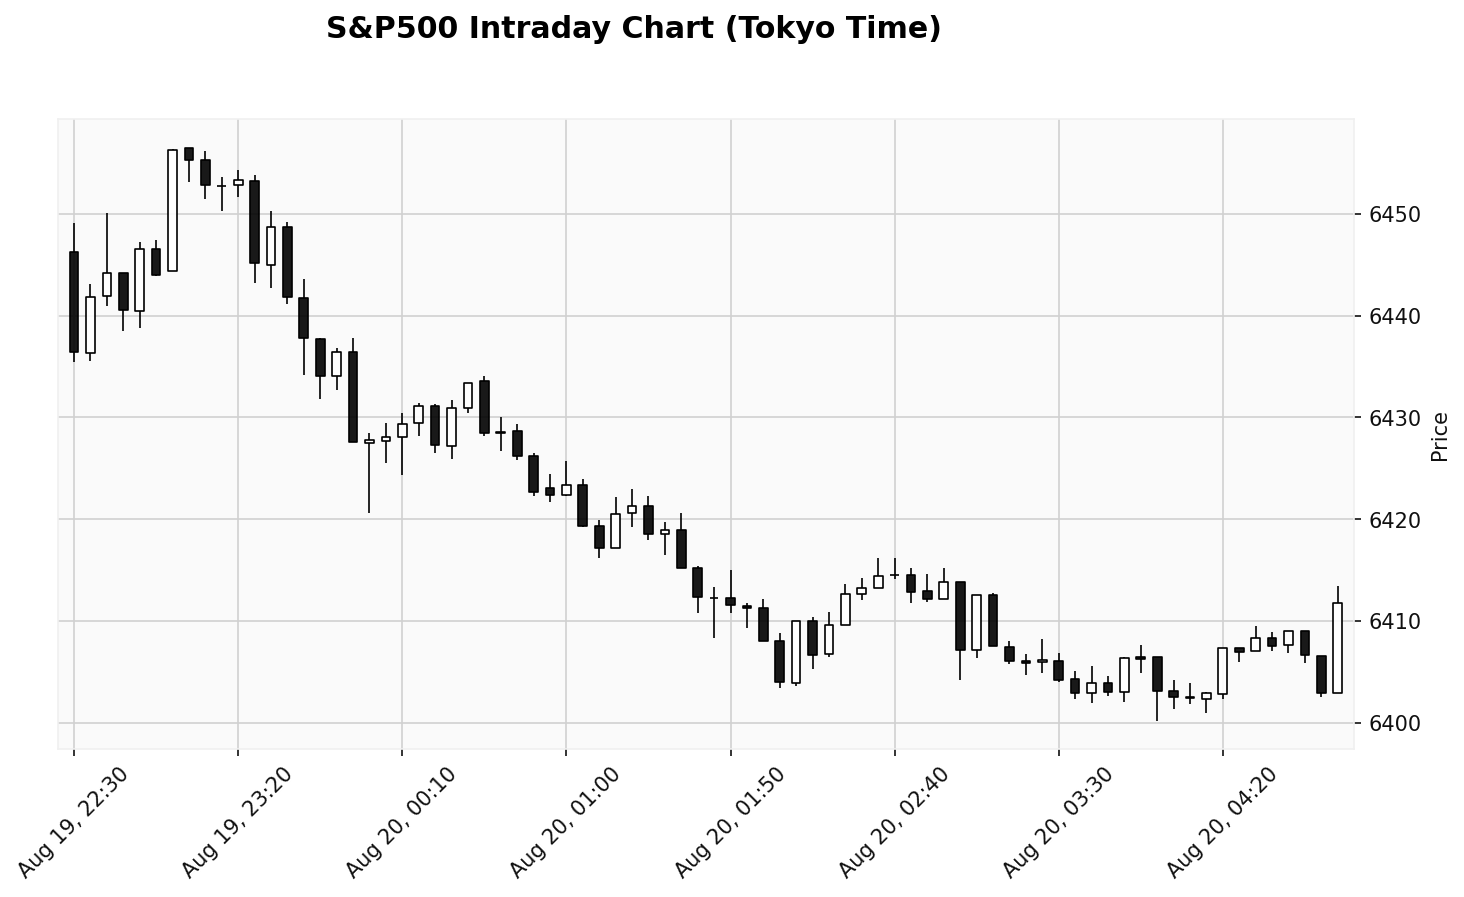 S&P500 Intraday Chart (Tokyo Time)
6450
6440
6430
6420
6410
6400
Price
Aug 19, 22:30
Aug 19, 23:20
Aug 20, 00:10
Aug 20, 01:00
Aug 20, 01:50
Aug 20, 02:40
Aug 20, 03:30
Aug 20, 04:20